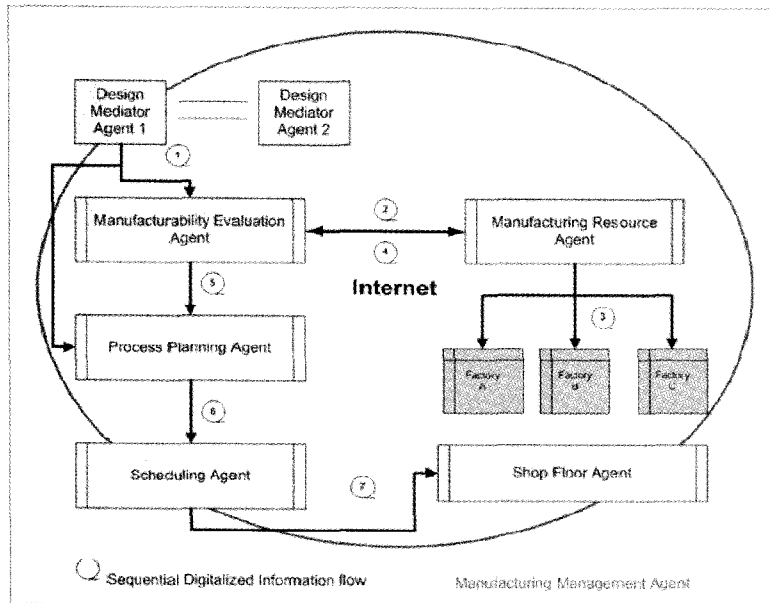 Design
Mediator
Agent 1
Design
Mediator
Agent 2
1
Manufacturability Evaluation
Agent
2
4
Manufacturing Resource
Agent
5
Internet
3
Process Planning Agent
Factory
A
Factory
B
Factory
C
6
Scheduling Agent
7
Shop Floor Agent
Sequential Digitalized Information flow
Manufacturing Management Agent